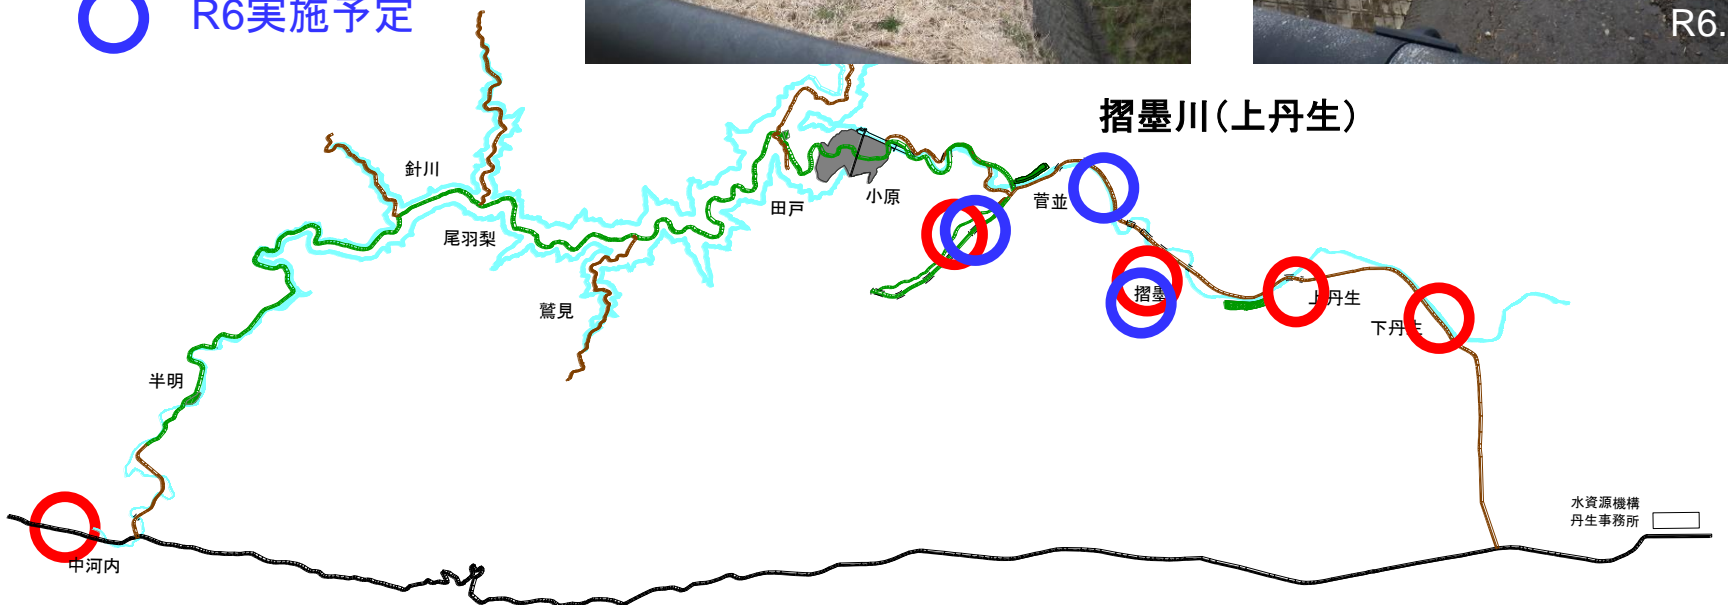 R6実施予定
R6.
摺墨川(上丹生)
針川
尾羽梨
鷲見
半明
中河内
田戸
小原
菅並
摺墨
上丹生
下丹生
水資源機構
丹生事務所